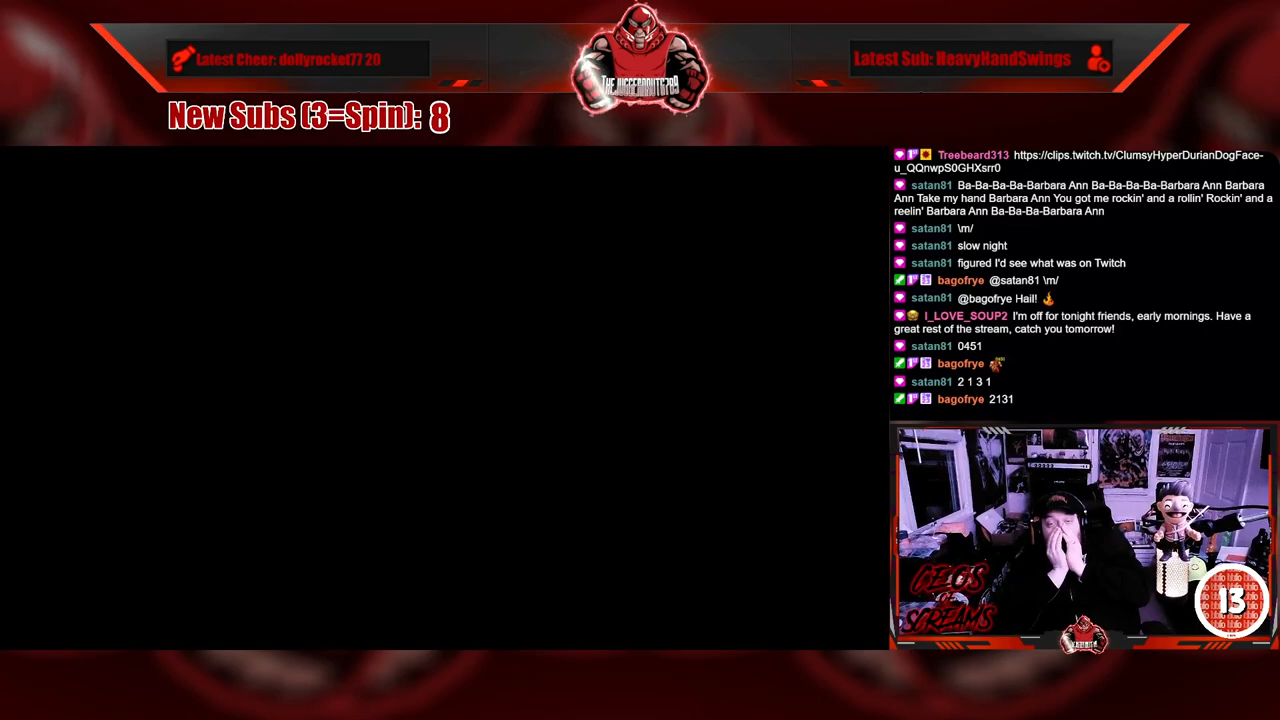 Latest Cheer: dollyrocket77 20
THEJUGGERNAUT6789
Latest Sub: HeavyHandSwings
New Subs (3=Spin): 8
Treebeard313 https://clips.twitch.tv/ClumsyHyperDurianDogFace-
u_QQnwpS0GHXsrr0
satan81 Ba-Ba-Ba-Ba-Barbara Ann Ba-Ba-Ba-Ba-Barbara Ann Barbara
Ann Take my hand Barbara Ann You got me rockin' and a rollin' Rockin' and a
reelin' Barbara Ann Ba-Ba-Ba-Barbara Ann
satan81 \m/
satan81 slow night
satan81 figured I'd see what was on Twitch
bagofrye @satan81 \m/
satan81 @bagofrye Hail!
I_LOVE_SOUP2 I'm off for tonight friends, early mornings. Have a
great rest of the stream, catch you tomorrow!
satan81 0451
bagofrye
satan81 2 1 3 1
bagofrye 2131
SCREAMS
13